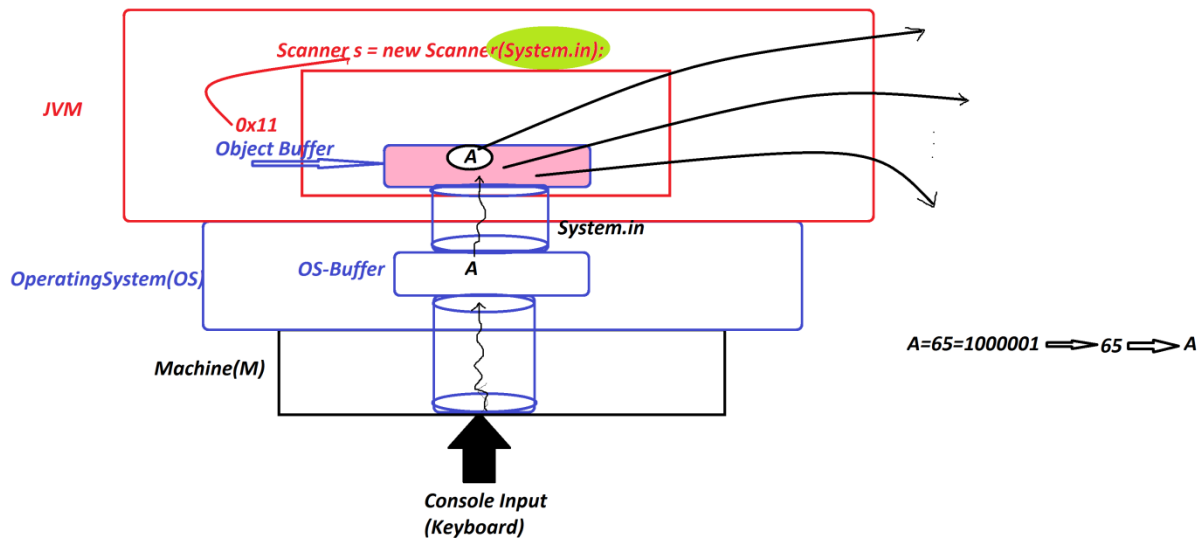 Scanner s = new Scanner(System.in):
JVM
0x11
Object Buffer
A
System.in
OperatingSystem(OS)
OS-Buffer
A
Machine(M)
A=65=1000001 65 A
Console Input
(Keyboard)